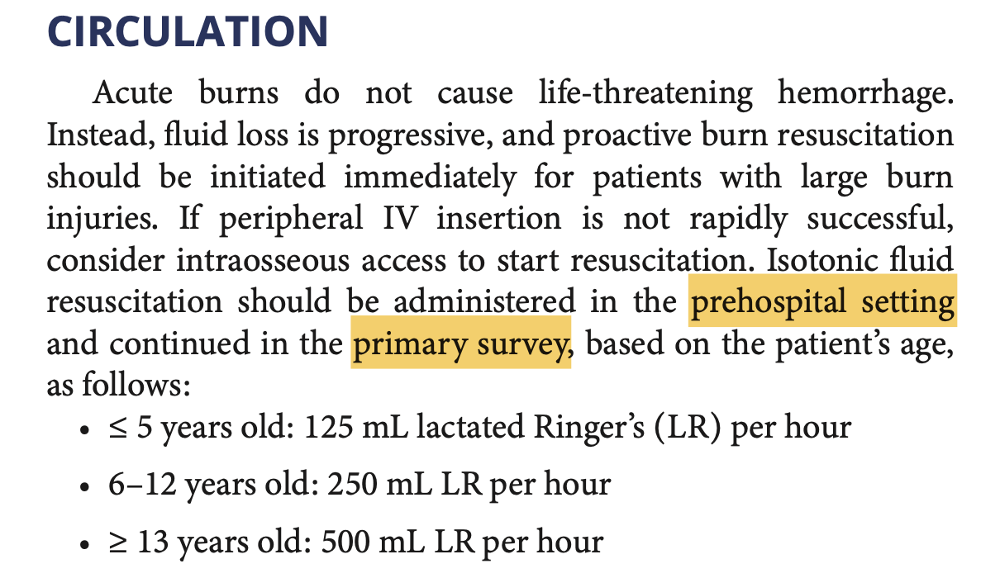 CIRCULATION
Acute burns do not cause life-threatening hemorrhage.
Instead, fluid loss is progressive, and proactive burn resuscitation
should be initiated immediately for patients with large burn
injuries. If peripheral IV insertion is not rapidly successful,
consider intraosseous access to start resuscitation. Isotonic fluid
resuscitation should be administered in the prehospital setting
and continued in the primary survey, based on the patient’s age,
as follows:
• ≤ 5 years old: 125 mL lactated Ringer’s (LR) per hour
• 6–12 years old: 250 mL LR per hour
• ≥ 13 years old: 500 mL LR per hour